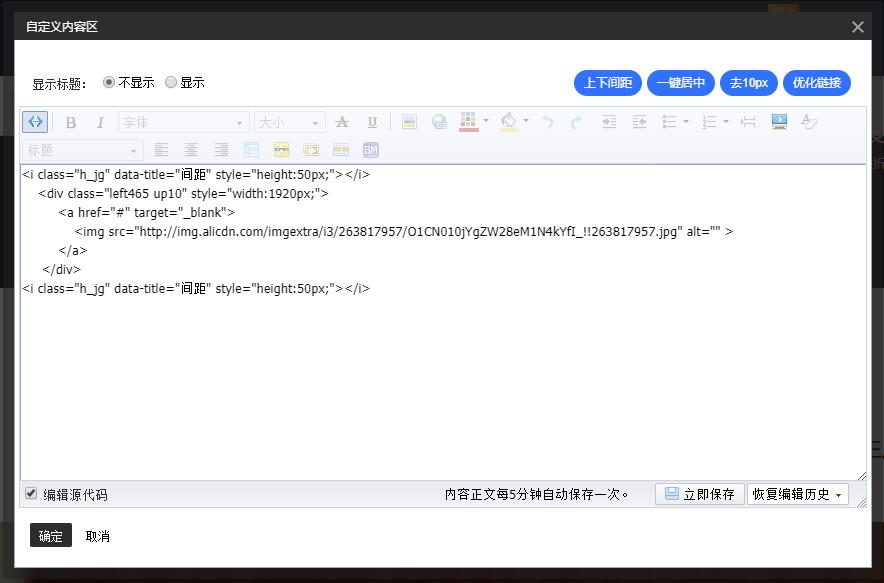 自定义内容区
显示标题： 不显示 显示 上下间距 一键居中 去10px 优化链接
B I 字体 大小 A U
标题 BM
<i class="h_jg" data-title="间距" style="height:50px;"></i>
<div class="left465 up10" style="width:1920px;">
<a href="#" target="_blank">
<img src="http://img.alicdn.com/imgextra/i3/263817957/O1CN010jYgZW28eM1N4kYfI_!!263817957.jpg" alt="" >
</a>
</div>
<i class="h_jg" data-title="间距" style="height:50px;"></i>
编辑源代码 内容正文每5分钟自动保存一次。 立即保存 恢复编辑历史
确定 取消